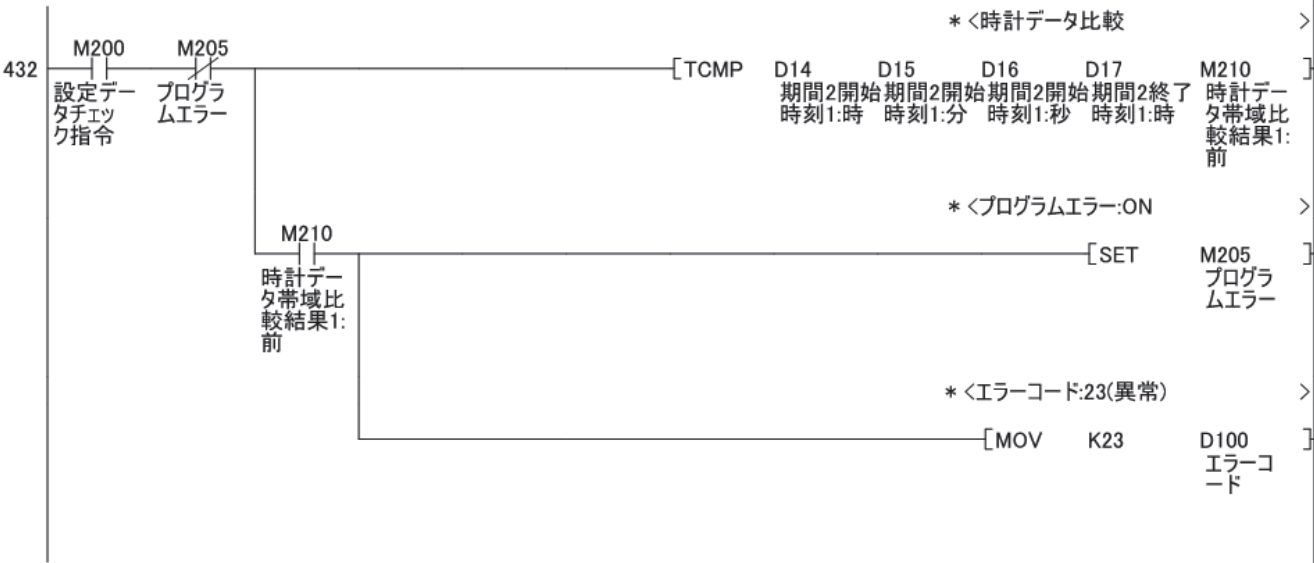 * <時計データ比較 >
M200 M205
432 [TCMP D14 D15 D16 D17 M210 ]
設定デー プログラ 期間2開始 期間2開始 期間2開始 期間2終了 時計デー
タチェッ ムエラー 時刻1:時 時刻1:分 時刻1:秒 時刻1:時 タ帯域比
ク指令 較結果1:
前
* <プログラムエラー:ON >
M210
[SET M205 ]
時計デー プログラ
タ帯域比 ムエラー
較結果1:
前
* <エラーコード:23(異常) >
[MOV K23 D100 ]
エラーコ
ード